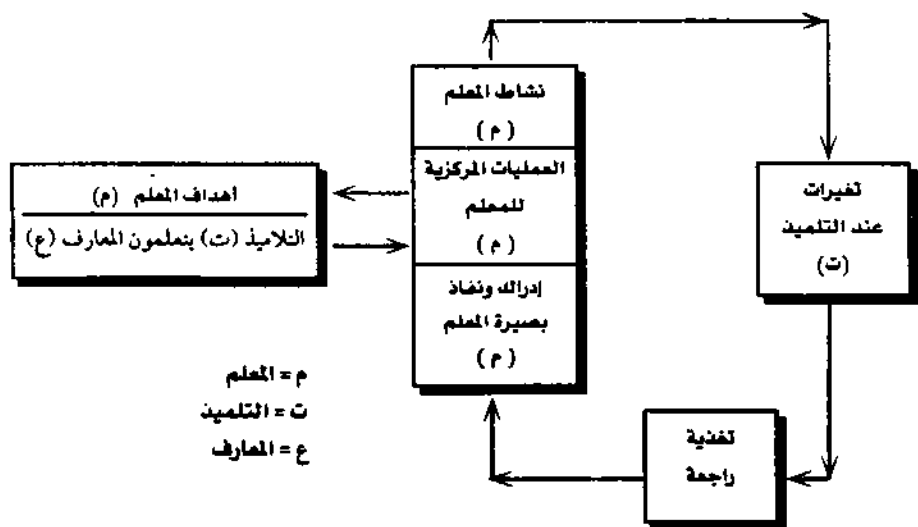 نشاط المعلم
( م )
العمليات المركزية
للمعلم
( م )
إدراك ونفاذ
بصيرة المعلم
( م )
أهداف المعلم (م)
التلاميذ (ت) يتعلمون المعارف (ع)
تغيرات
عند التلميذ
(ت)
تغذية
راجعة
م = المعلم
ت = التلميذ
ع = المعارف